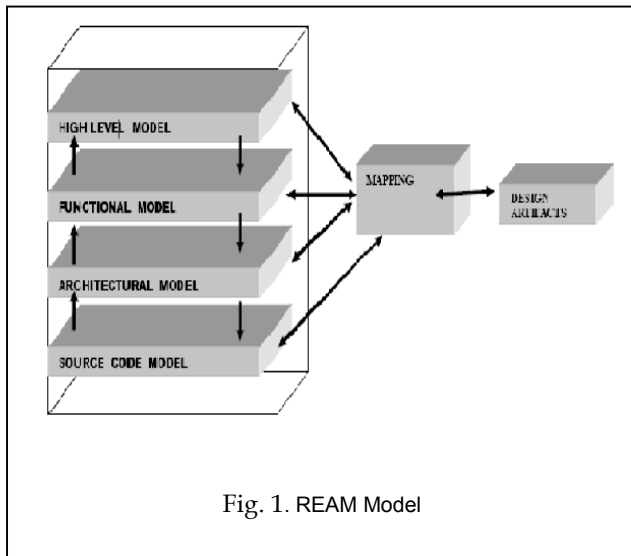 HIGH LEVEL MODEL
FUNCTIONAL MODEL
ARCHITECTURAL MODEL
SOURCE CODE MODEL
MAPPING
DESIGN
ARTIFACTS
Fig. 1. REAM Model